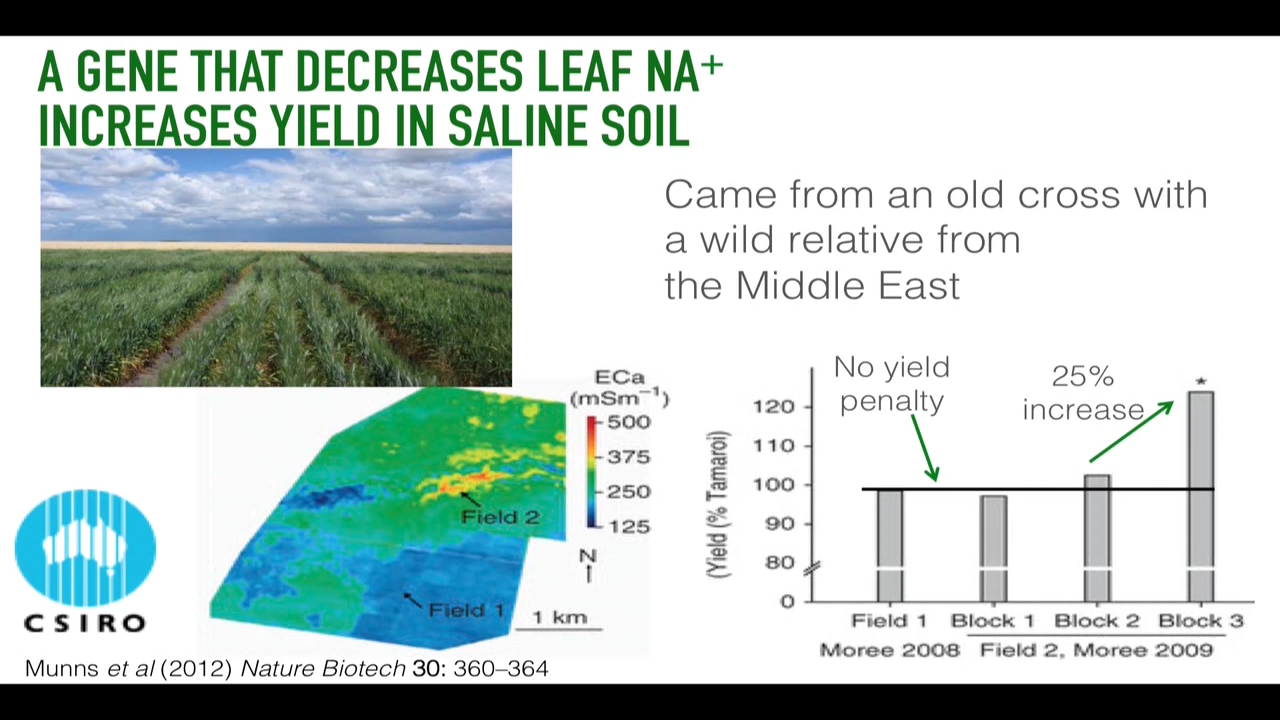 A GENE THAT DECREASES LEAF NA⁺
INCREASES YIELD IN SALINE SOIL
Came from an old cross with
a wild relative from
the Middle East
ECa
(mSm⁻¹)
500
375
250
125
Field 2
N
Field 1
1 km
CSIRO
No yield
penalty
25%
increase
*
(Yield (% Tamaroi)
120
110
100
90
80
0
Field 1 Block 1 Block 2 Block 3
Moree 2008 Field 2, Moree 2009
Munns et al (2012) Nature Biotech 30: 360–364